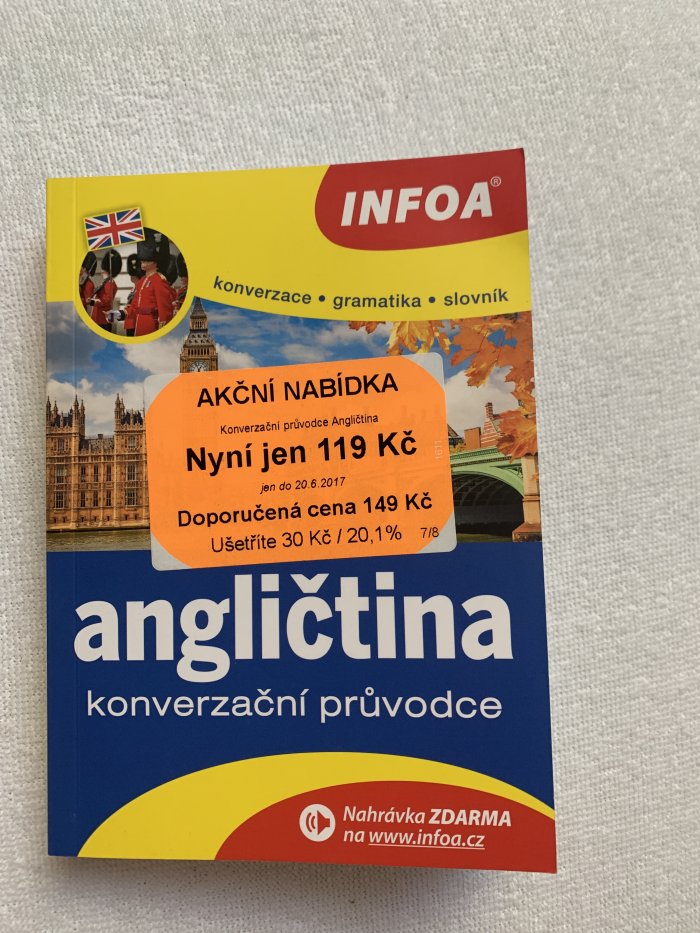 INFOA®
konverzace • gramatika • slovník
AKČNÍ NABÍDKA
Konverzační průvodce Angličtina
Nyní jen 119 Kč
jen do 20.6.2017
Doporučená cena 149 Kč
Ušetříte 30 Kč / 20,1% 7/8
1611
angličtina
konverzační průvodce
Nahrávka ZDARMA
na www.infoa.cz